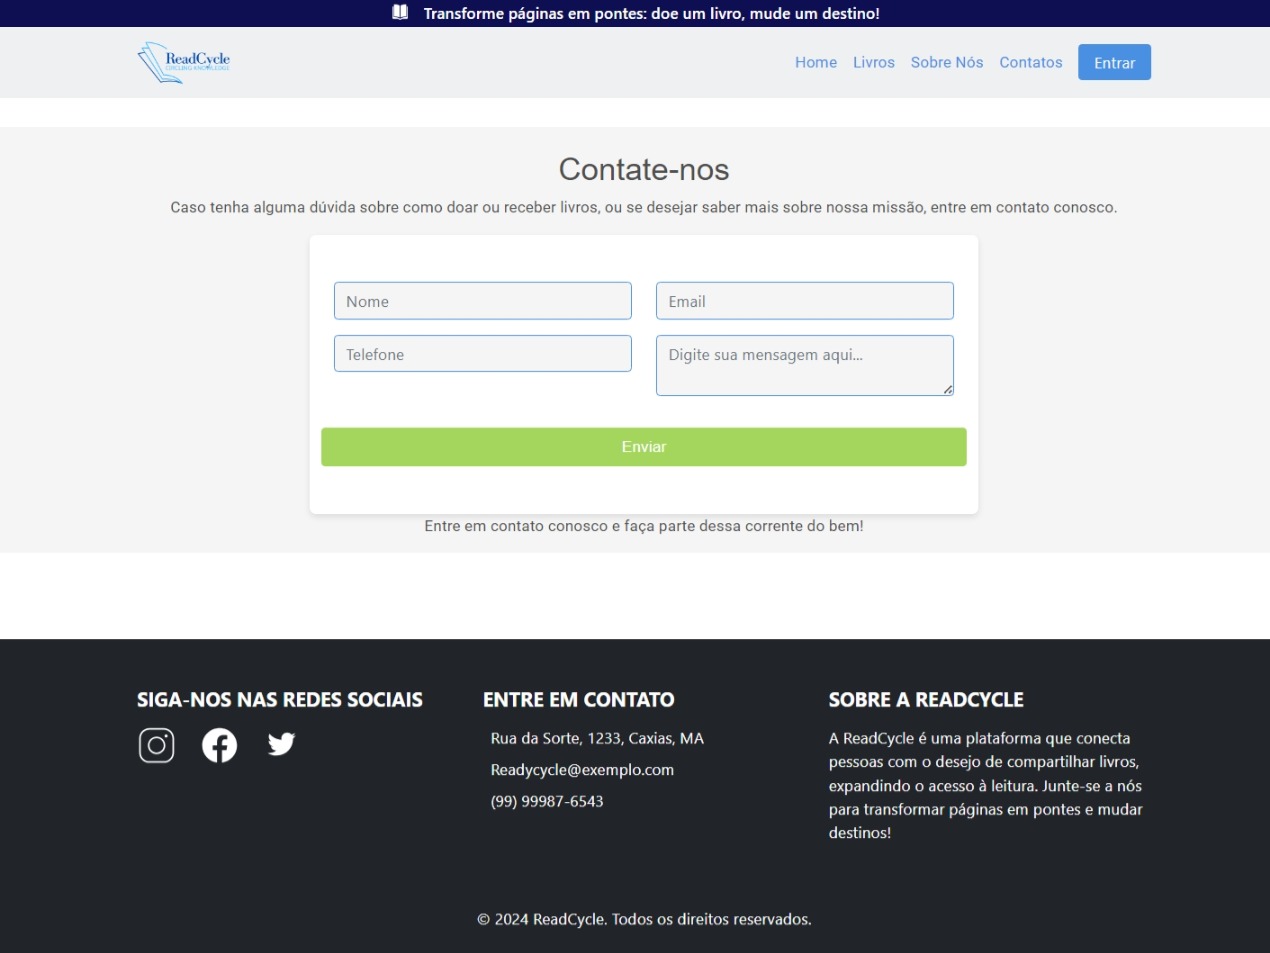 Transforme páginas em pontes: doe um livro, mude um destino!
ReadCycle
Home Livros Sobre Nós Contatos Entrar
Contate-nos
Caso tenha alguma dúvida sobre como doar ou receber livros, ou se desejar saber mais sobre nossa missão, entre em contato conosco.
Nome
Email
Telefone
Digite sua mensagem aqui...
Enviar
Entre em contato conosco e faça parte dessa corrente do bem!
SIGA-NOS NAS REDES SOCIAIS
ENTRE EM CONTATO
Rua da Sorte, 1233, Caxias, MA
Readycycle@exemplo.com
(99) 99987-6543
SOBRE A READCYCLE
A ReadCycle é uma plataforma que conecta
pessoas com o desejo de compartilhar livros,
expandindo o acesso à leitura. Junte-se a nós
para transformar páginas em pontes e mudar
destinos!
© 2024 ReadCycle. Todos os direitos reservados.